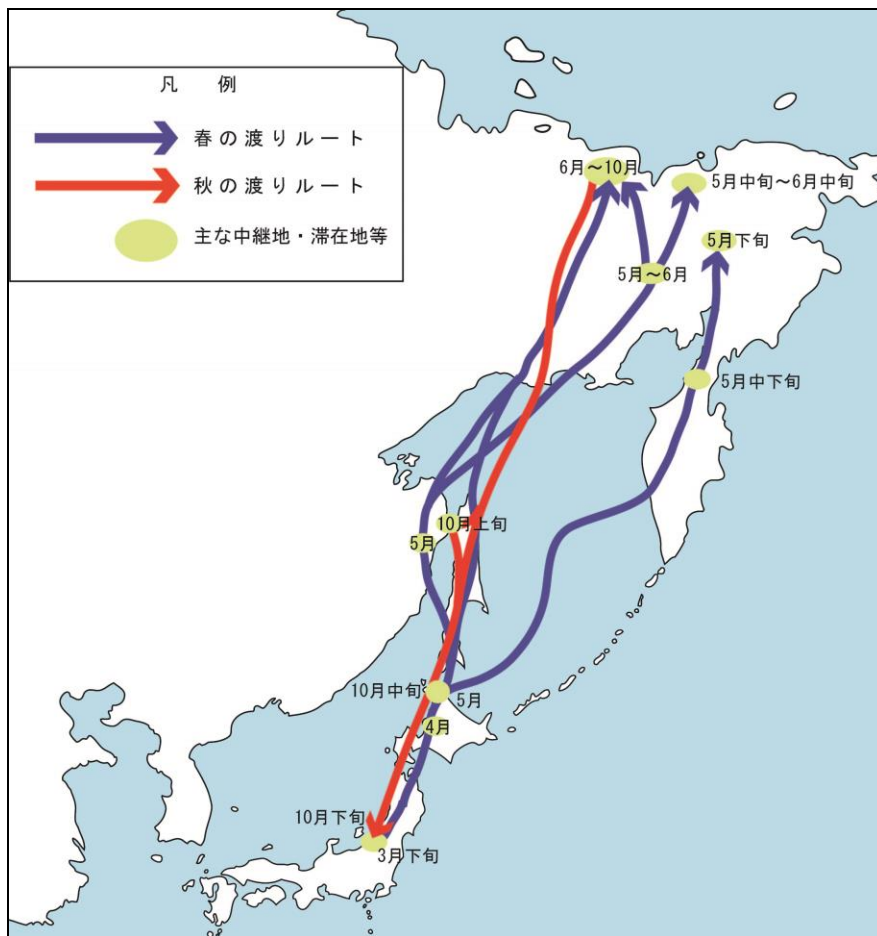 凡 例
春の渡りルート
秋の渡りルート
主な中継地・滞在地等
6月～10月
5月中旬～6月中旬
5月下旬
5月～6月
5月中下旬
10月上旬
5月
10月中旬
5月
4月
10月下旬
3月下旬